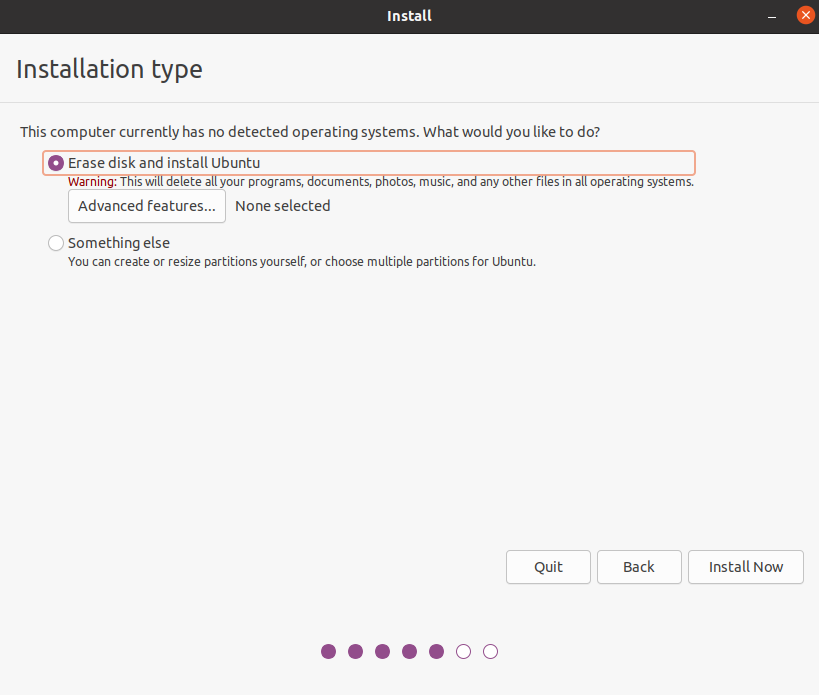 Install
Installation type
This computer currently has no detected operating systems. What would you like to do?
Erase disk and install Ubuntu
Warning: This will delete all your programs, documents, photos, music, and any other files in all operating systems.
Advanced features... None selected
Something else
You can create or resize partitions yourself, or choose multiple partitions for Ubuntu.
Quit Back Install Now